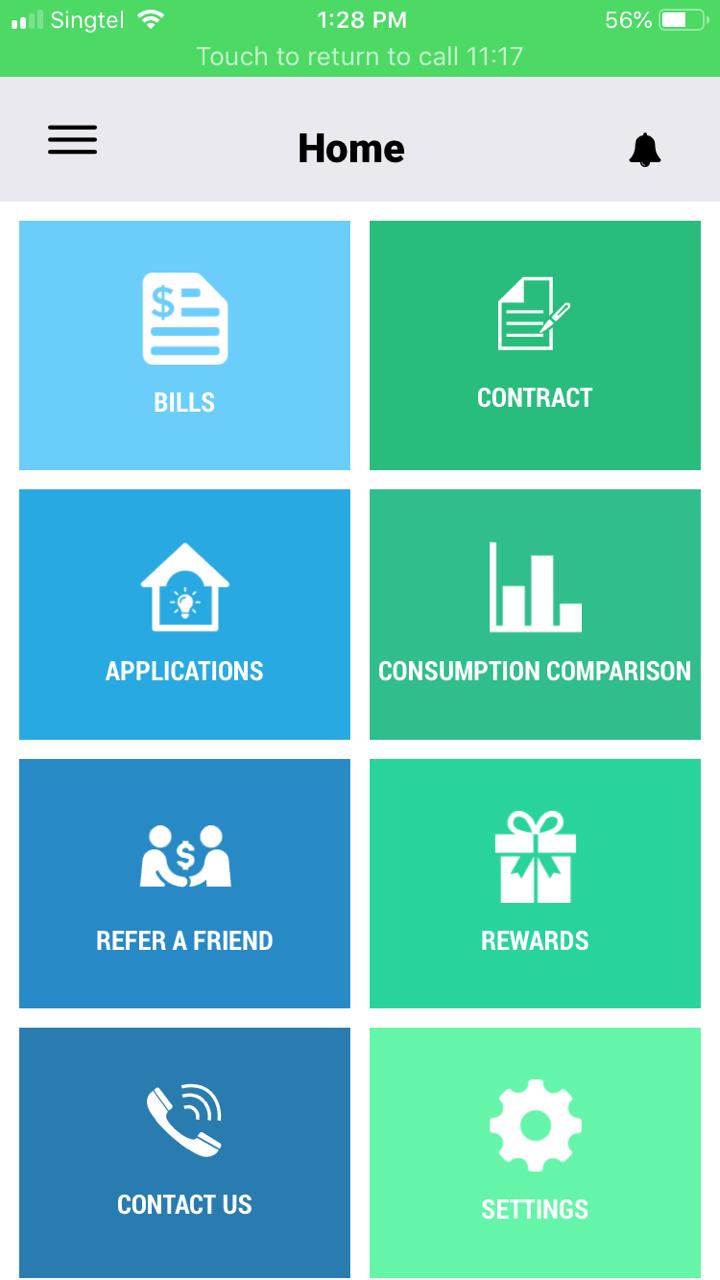 Singtel 1:28 PM 56%
Touch to return to call 11:17
Home
$
BILLS
CONTRACT
APPLICATIONS
CONSUMPTION COMPARISON
$
REFER A FRIEND
REWARDS
CONTACT US
SETTINGS